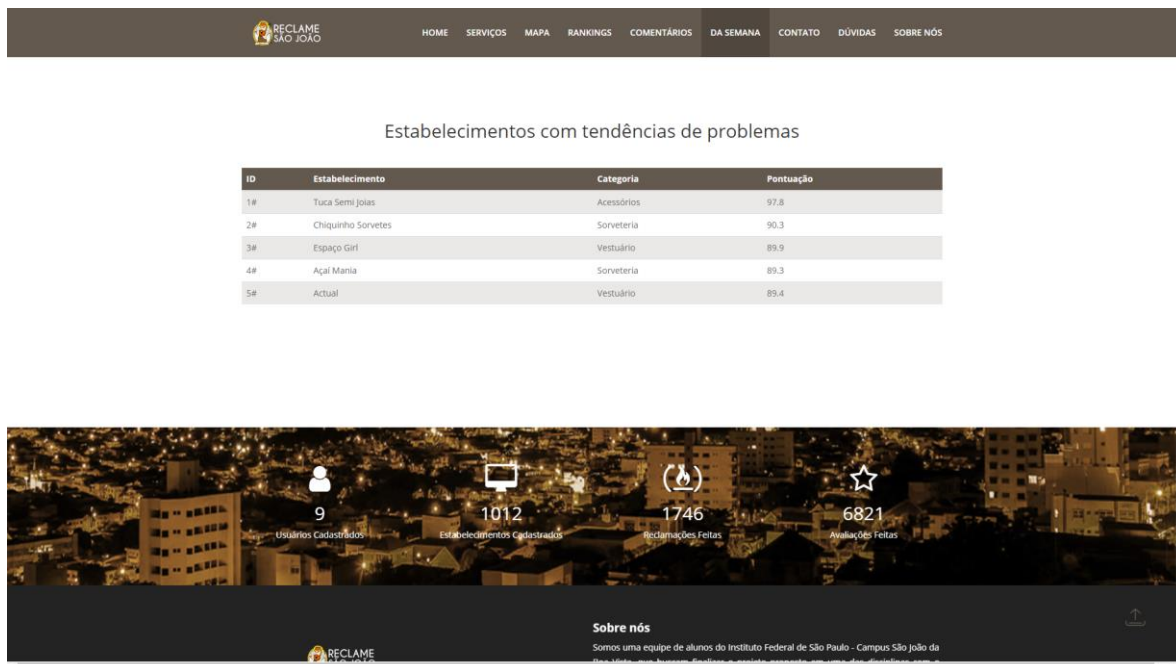 RECLAME
SÃO JOÃO
HOME SERVIÇOS MAPA RANKINGS COMENTÁRIOS DA SEMANA CONTATO DÚVIDAS SOBRE NÓS
Estabelecimentos com tendências de problemas
ID Estabelecimento Categoria Pontuação
1# Tuca Semi Joias Acessórios 97.8
2# Chiquinho Sorvetes Sorveteria 90.3
3# Espaço Girl Vestuário 89.9
4# Açaí Mania Sorveteria 89.3
5# Actual Vestuário 89.4
9 1012 1746 6821
Usuários Cadastrados Estabelecimentos Cadastrados Reclamações Feitas Avaliações Feitas
RECLAME
Sobre nós
Somos uma equipe de alunos do Instituto Federal de São Paulo - Campus São João da